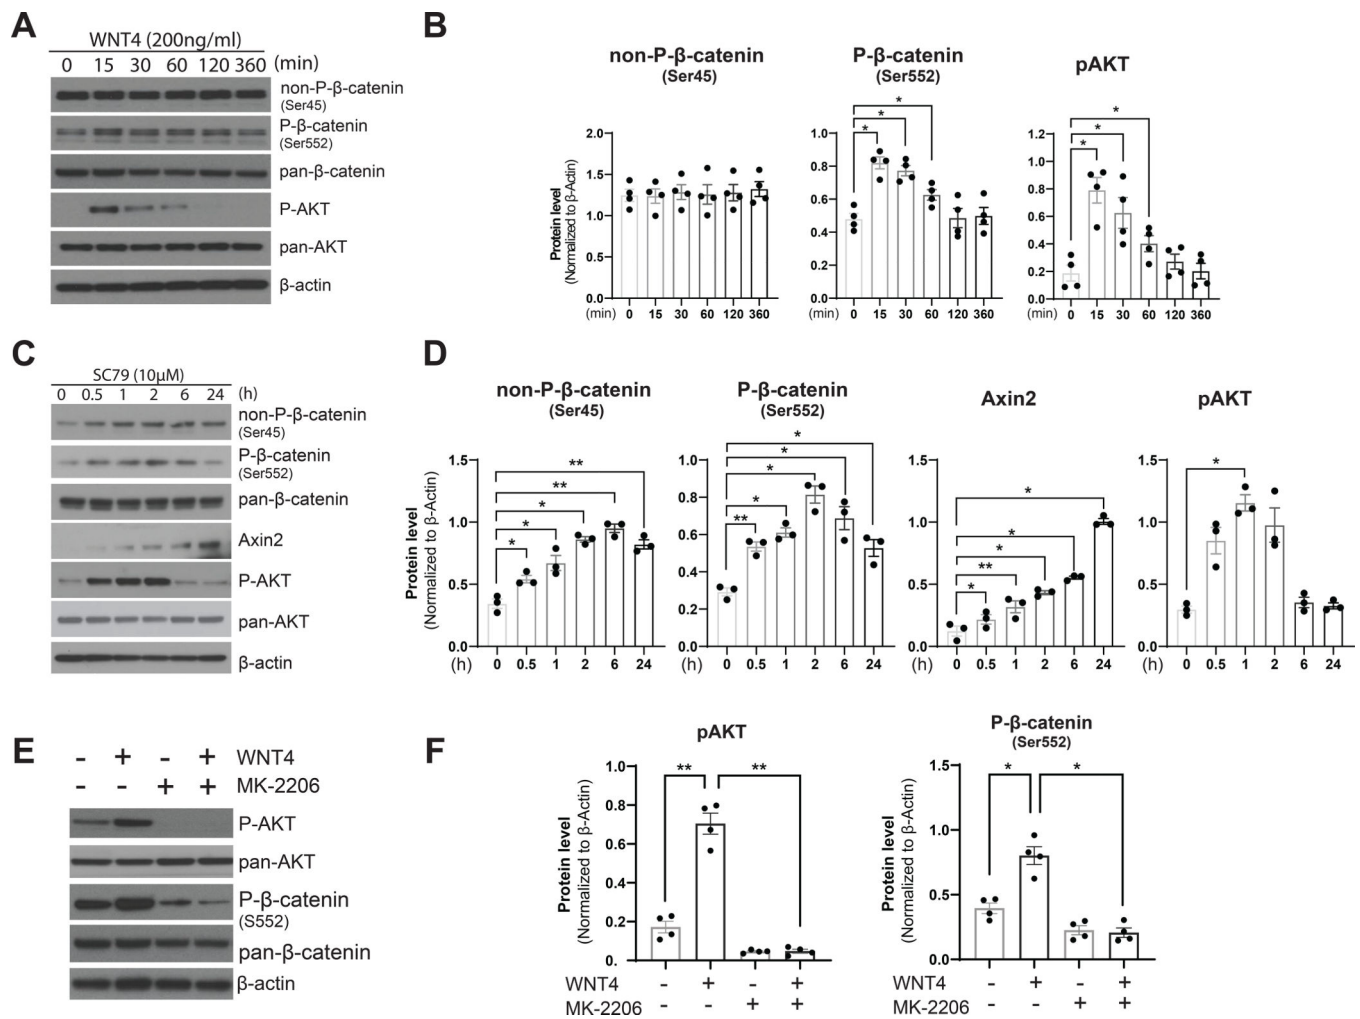 A
WNT4 (200ng/ml)
0 15 30 60 120 360 (min)
non-P-β-catenin
(Ser45)
P-β-catenin
(Ser552)
pan-β-catenin
P-AKT
pan-AKT
β-actin
B
non-P-β-catenin
(Ser45)
Protein level
(Normalized to β-Actin)
2.0
1.5
1.0
0.5
0.0
(min) 0 15 30 60 120 360
P-β-catenin
(Ser552)
*
*
*
1.0
0.8
0.6
0.4
0.2
0.0
(min) 0 15 30 60 120 360
pAKT
*
*
*
1.2
1.0
0.8
0.6
0.4
0.2
0.0
(min) 0 15 30 60 120 360
C
SC79 (10μM)
0 0.5 1 2 6 24 (h)
non-P-β-catenin
(Ser45)
P-β-catenin
(Ser552)
pan-β-catenin
Axin2
P-AKT
pan-AKT
β-actin
D
non-P-β-catenin
(Ser45)
Protein level
(Normalized to β-Actin)
**
**
*
*
*
1.5
1.0
0.5
0.0
(h) 0 0.5 1 2 6 24
P-β-catenin
(Ser552)
*
*
*
*
**
1.0
0.8
0.6
0.4
0.2
0.0
(h) 0 0.5 1 2 6 24
Axin2
*
*
*
**
*
1.5
1.0
0.5
0.0
(h) 0 0.5 1 2 6 24
pAKT
*
1.5
1.0
0.5
0.0
(h) 0 0.5 1 2 6 24
E
- + - + WNT4
- - + + MK-2206
P-AKT
pan-AKT
P-β-catenin
(S552)
pan-β-catenin
β-actin
F
pAKT
Protein level
(Normalized to β-Actin)
** **
1.0
0.8
0.6
0.4
0.2
0.
WNT4 - + - +
MK-2206 - - + +
P-β-catenin
(Ser552)
Protein level
(Normalized to β-Actin)
* *
1.5
1.0
0.5
0.0
WNT4 - + - +
MK-2206 - - + +